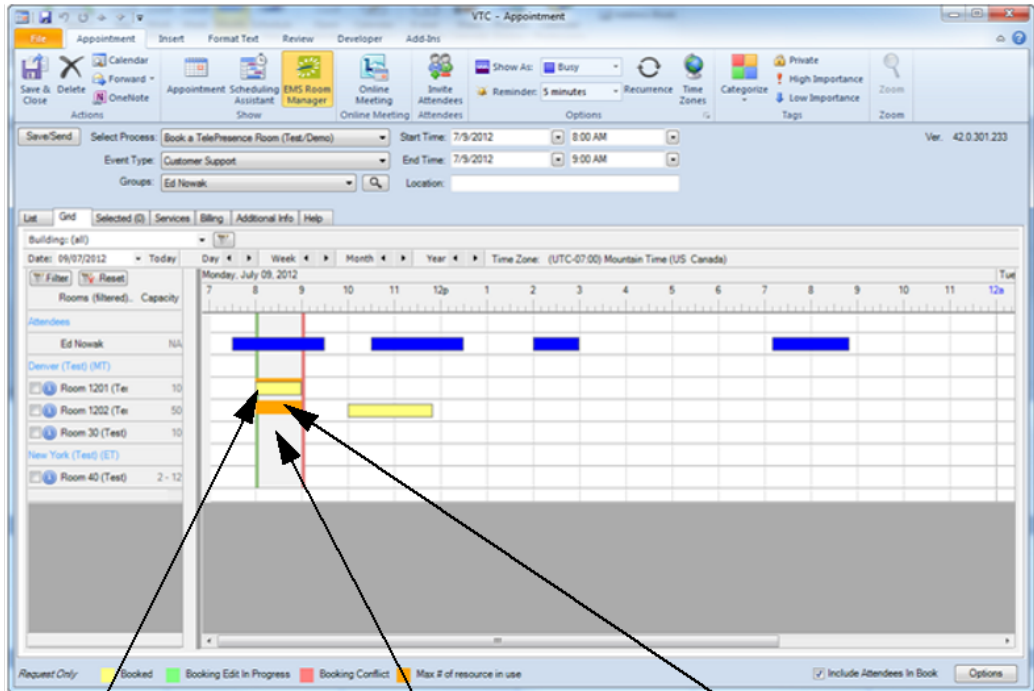 VTC - Appointment
File Appointment Insert Format Text Review Developer Add-Ins
Save & Close Delete Calendar Forward OneNote Appointment Scheduling Assistant EMS Room Manager Online Meeting Invite Attendees Show As: Busy Reminder: 5 minutes Recurrence Time Zones Categorize Private High Importance Low Importance Zoom
Actions Show Online Meeting Attendees Options Tags Zoom
Save/Send Select Process: Book a TelePresence Room (Test/Demo) Start Time: 7/9/2012 8:00 AM Ver. 42.0.301.233
Event Type: Customer Support End Time: 7/9/2012 9:00 AM
Groups: Ed Nowak Location:
List Grid Selected (0) Services Billing Additional Info Help
Building: (all)
Date: 09/07/2012 Today Day Week Month Year Time Zone: (UTC-07:00) Mountain Time (US Canada)
Filter Reset Monday, July 09, 2012 Tue
Rooms (filtered).. Capacity 7 8 9 10 11 12p 1 2 3 4 5 6 7 8 9 10 11 12a
Attendees
Ed Nowak NA
Denver (Test) (MT)
Room 1201 (Te 10
Room 1202 (Te 50
Room 30 (Test) 10
New York (Test) (ET)
Room 40 (Test) 2 - 12
Request Only Booked Booking Edit In Progress Booking Conflict Max # of resource in use Include Attendees In Book Options